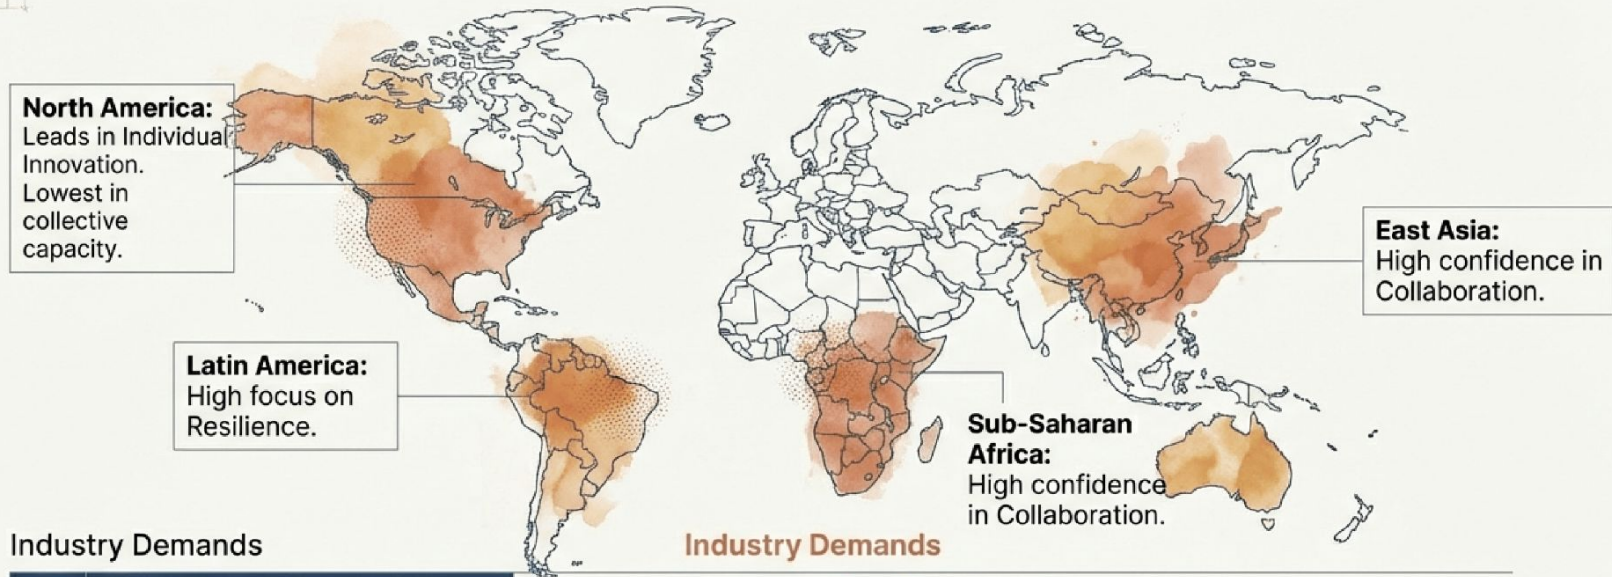 North America:
Leads in Individual
Innovation.
Lowest in
collective
capacity.
Latin America:
High focus on
Resilience.
East Asia:
High confidence in
Collaboration.
Sub-Saharan
Africa:
High confidence
in Collaboration.
Industry Demands
Industry Demands